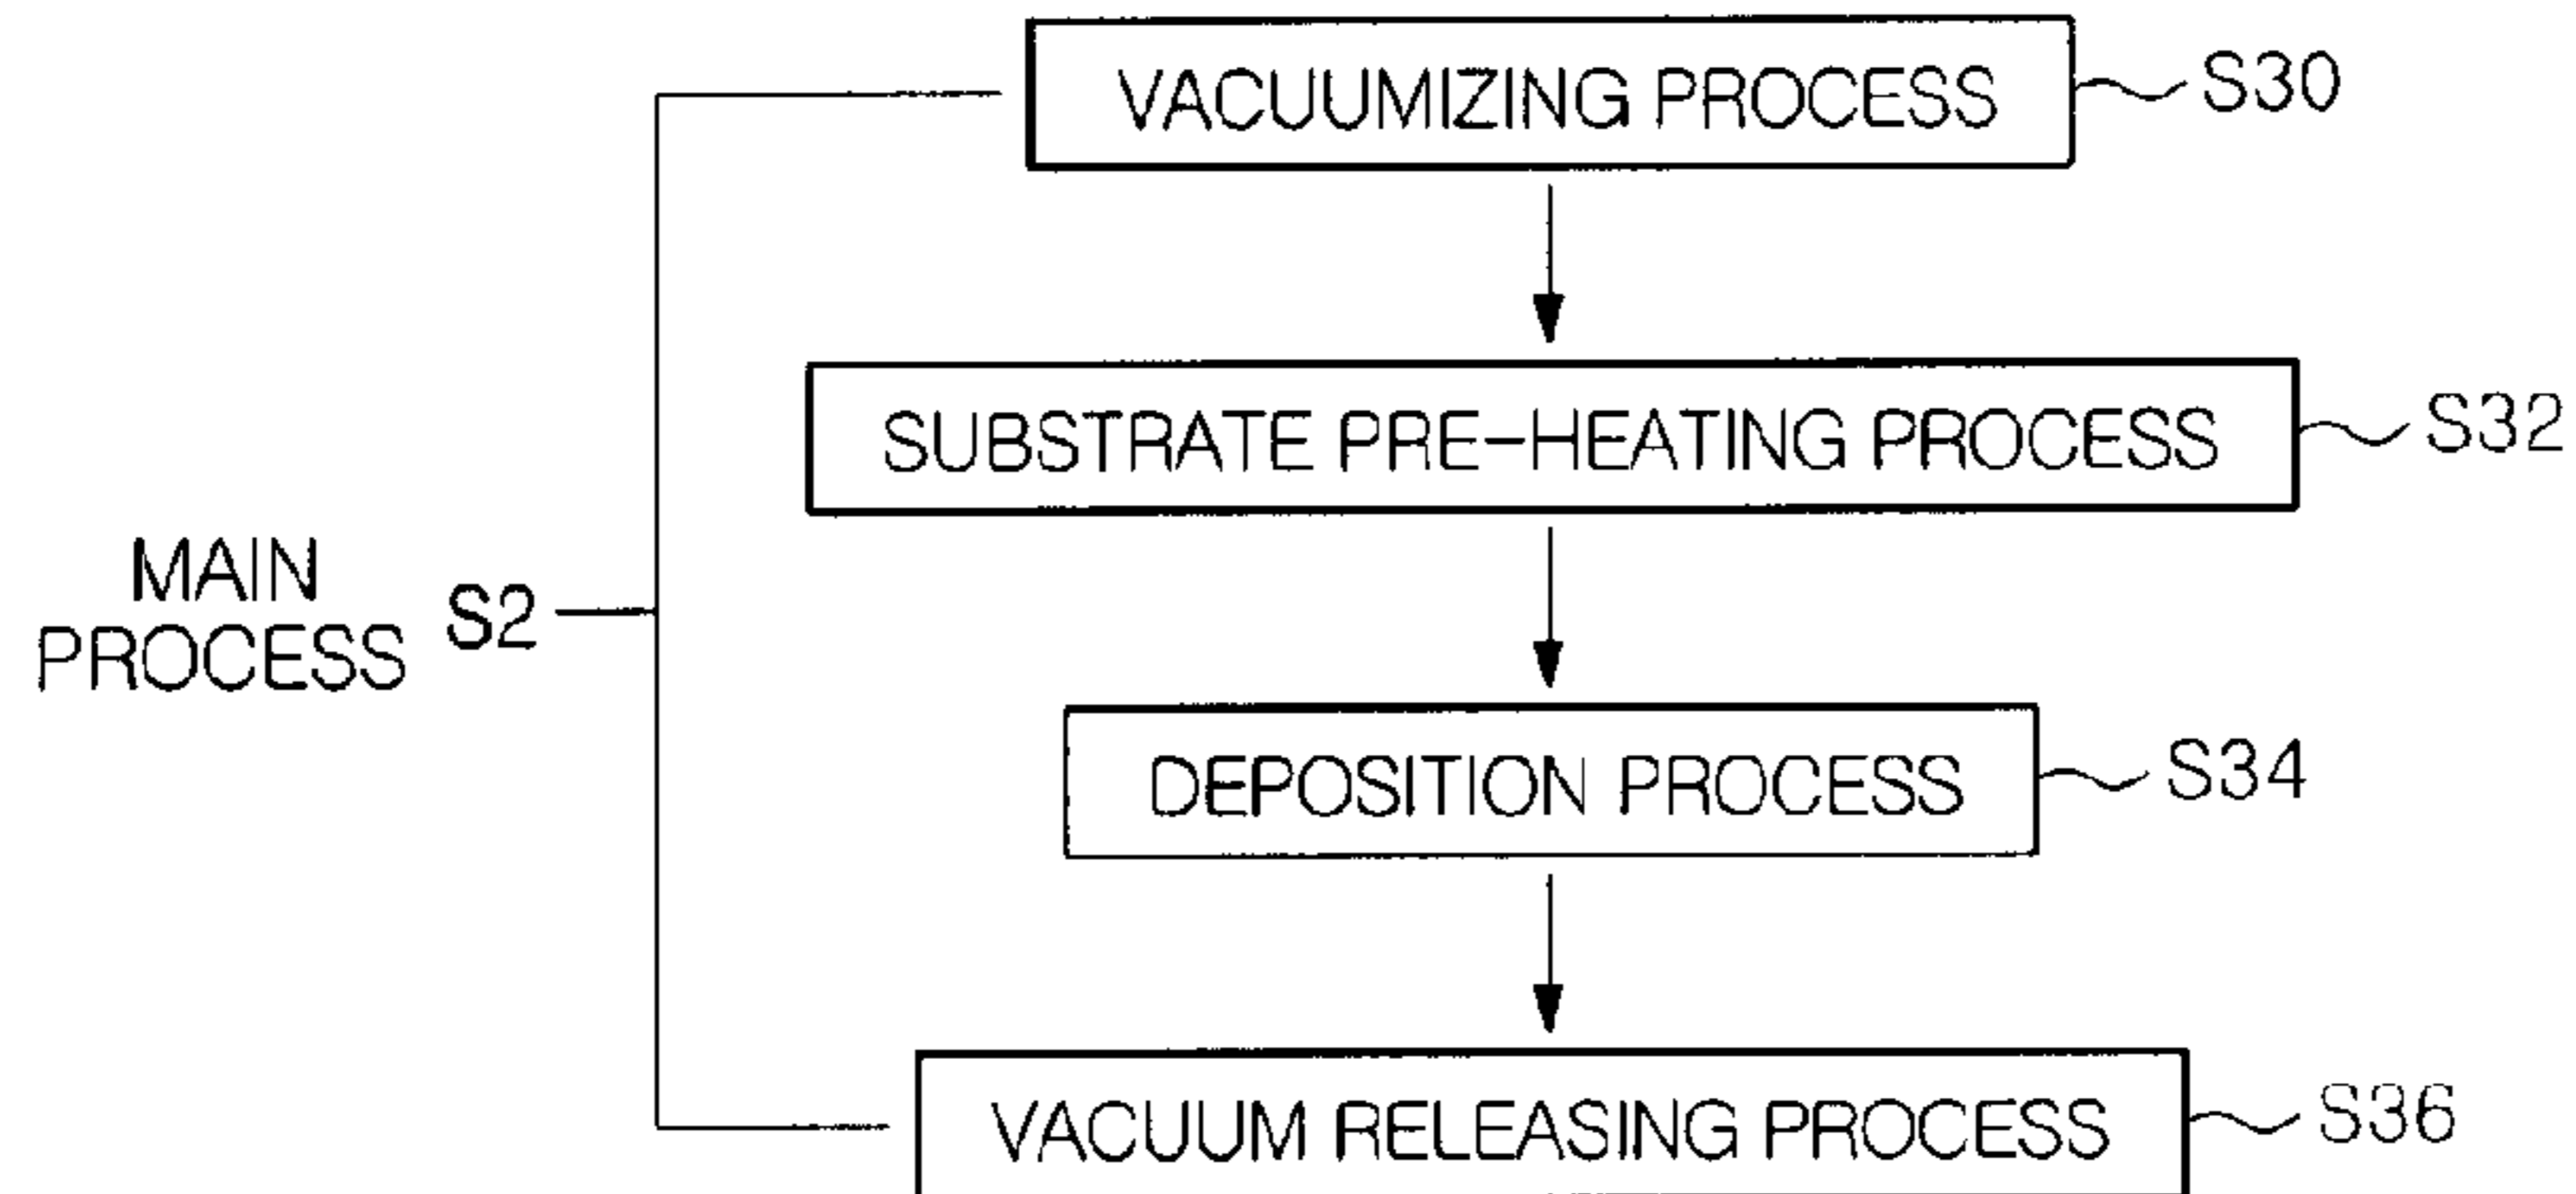 VACUUMIZING PROCESS S30
SUBSTRATE PRE-HEATING PROCESS S32
MAIN
PROCESS S2
DEPOSITION PROCESS S34
VACUUM RELEASING PROCESS S36